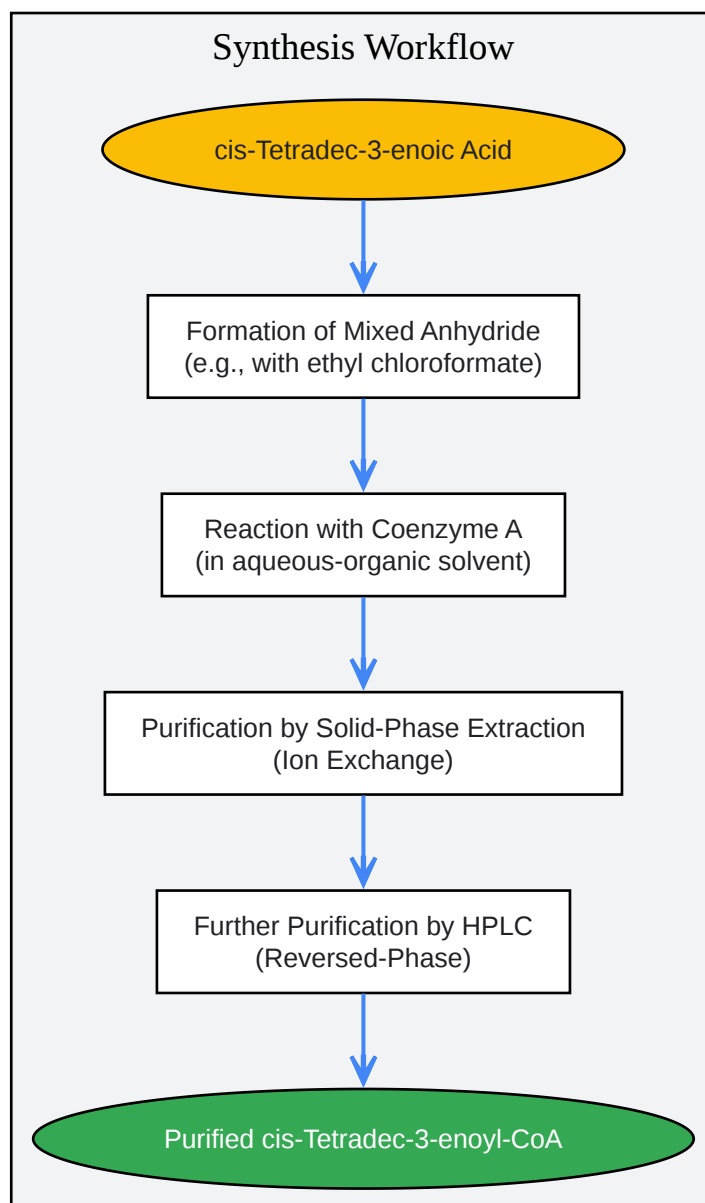 Synthesis Workflow
cis-Tetradec-3-enoic Acid
Formation of Mixed Anhydride
(e.g., with ethyl chloroformate)
Reaction with Coenzyme A
(in aqueous-organic solvent)
Purification by Solid-Phase Extraction
(Ion Exchange)
Further Purification by HPLC
(Reversed-Phase)
Purified cis-Tetradec-3-enoyl-CoA